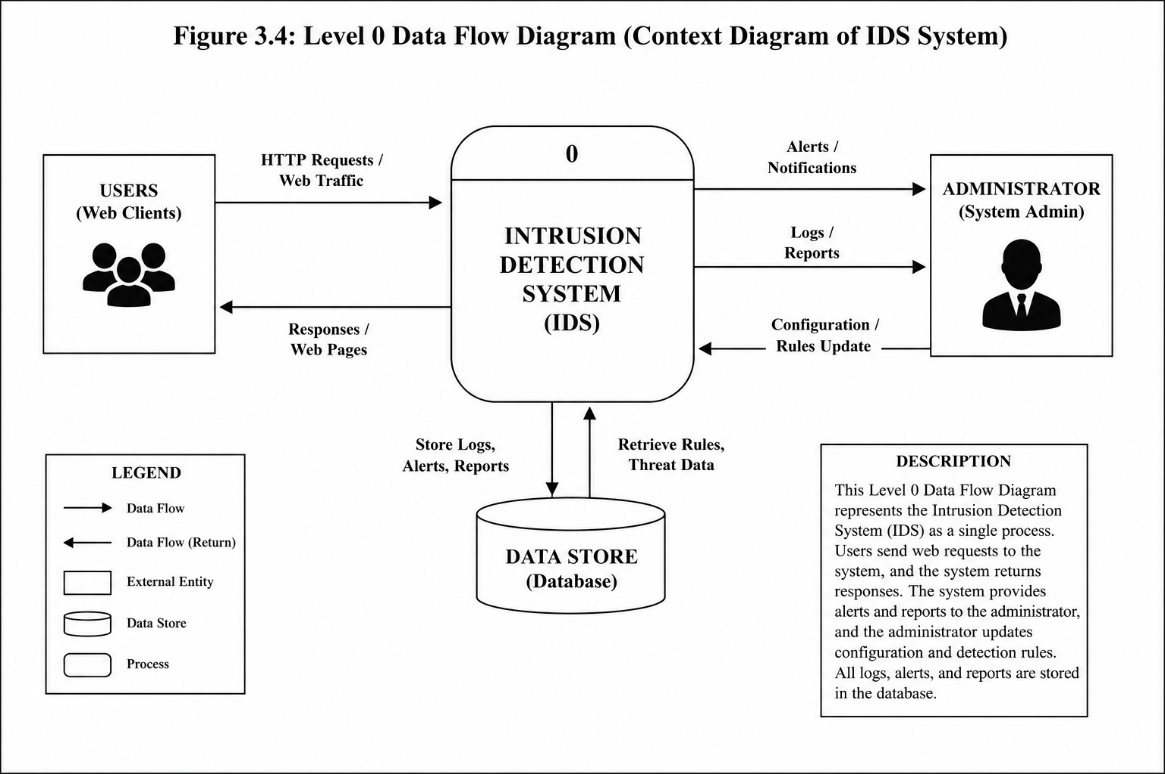 Figure 3.4: Level 0 Data Flow Diagram (Context Diagram of IDS System)
USERS
(Web Clients)
HTTP Requests /
Web Traffic
Responses /
Web Pages
0
INTRUSION
DETECTION
SYSTEM
(IDS)
Alerts /
Notifications
Logs /
Reports
Configuration /
Rules Update
ADMINISTRATOR
(System Admin)
Store Logs,
Alerts, Reports
Retrieve Rules,
Threat Data
DATA STORE
(Database)
LEGEND
Data Flow
Data Flow (Return)
External Entity
Data Store
Process
DESCRIPTION
This Level 0 Data Flow Diagram
represents the Intrusion Detection
System (IDS) as a single process.
Users send web requests to the
system, and the system returns
responses. The system provides
alerts and reports to the administrator,
and the administrator updates
configuration and detection rules.
All logs, alerts, and reports are stored
in the database.